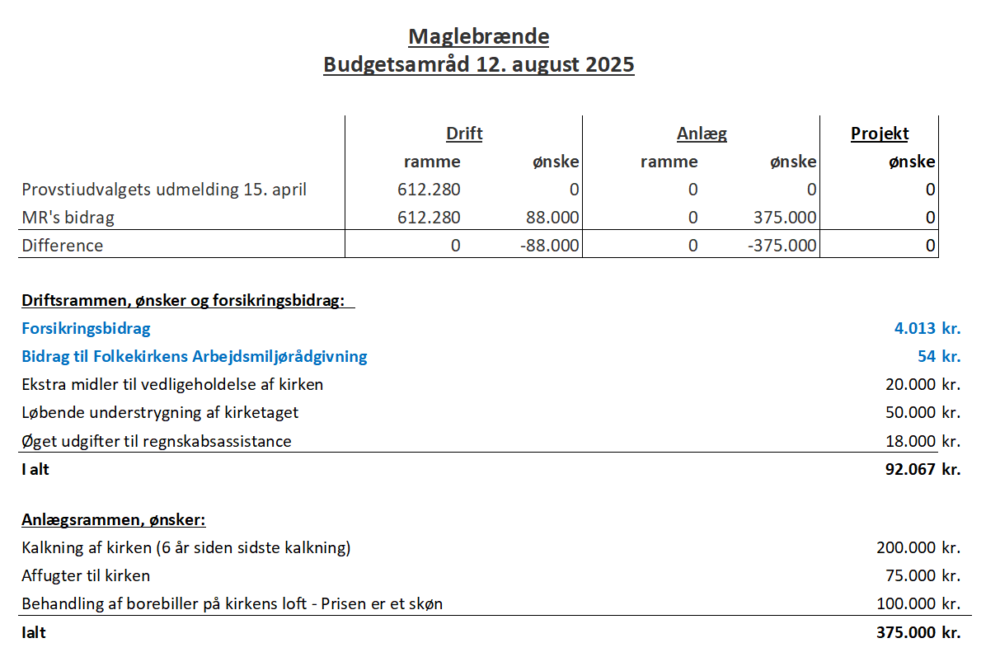 Maglebrænde
Budgetsamråd 12. august 2025
Drift Anlæg Projekt
ramme ønske ramme ønske ønske
Provstiudvalgets udmelding 15. april 612.280 0 0 0 0
MR's bidrag 612.280 88.000 0 375.000 0
Difference 0 -88.000 0 -375.000 0
Driftsrammen, ønsker og forsikringsbidrag:
Forsikringsbidrag 4.013 kr.
Bidrag til Folkekirkens Arbejdsmiljørådgivning 54 kr.
Ekstra midler til vedligeholdelse af kirken 20.000 kr.
Løbende understrygning af kirketaget 50.000 kr.
Øget udgifter til regnskabsassistance 18.000 kr.
I alt 92.067 kr.
Anlægsrammen, ønsker:
Kalkning af kirken (6 år siden sidste kalkning) 200.000 kr.
Affugter til kirken 75.000 kr.
Behandling af borebiller på kirkens loft - Prisen er et skøn 100.000 kr.
Ialt 375.000 kr.